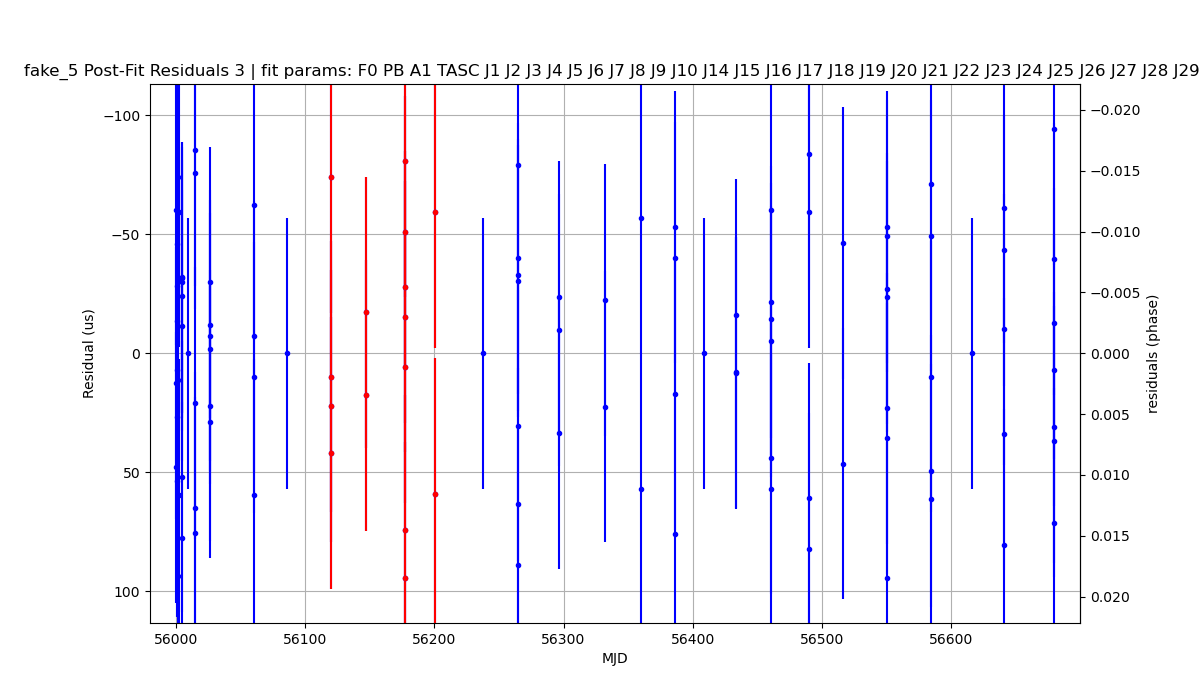 fake_5 Post-Fit Residuals 3 | fit params: F0 PB A1 TASC J1 J2 J3 J4 J5 J6 J7 J8 J9 J10 J14 J15 J16 J17 J18 J19 J20 J21 J22 J23 J24 J25 J26 J27 J28 J29
−100
−50
0
50
100
Residual (us)
−0.020
−0.015
−0.010
−0.005
0.000
0.005
0.010
0.015
0.020
residuals (phase)
56000 56100 56200 56300 56400 56500 56600
MJD